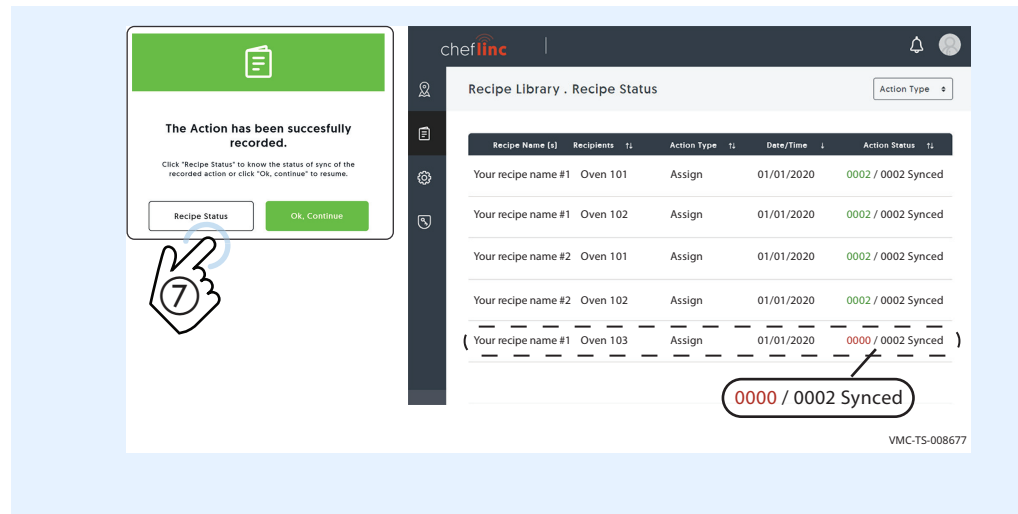 The Action has been succesfully
recorded.
Click "Recipe Status" to know the status of sync of the
recorded action or click "Ok, continue" to resume.
Recipe Status
Ok, Continue
7
cheflinc
Recipe Library . Recipe Status
Action Type
Recipe Name [s] Recipients ↑↓ Action Type ↑↓ Date/Time ↓ Action Status ↑↓
Your recipe name #1 Oven 101 Assign 01/01/2020 0002 / 0002 Synced
Your recipe name #1 Oven 102 Assign 01/01/2020 0002 / 0002 Synced
Your recipe name #2 Oven 101 Assign 01/01/2020 0002 / 0002 Synced
Your recipe name #2 Oven 102 Assign 01/01/2020 0002 / 0002 Synced
Your recipe name #1 Oven 103 Assign 01/01/2020 0000 / 0002 Synced
0000 / 0002 Synced
VMC-TS-008677